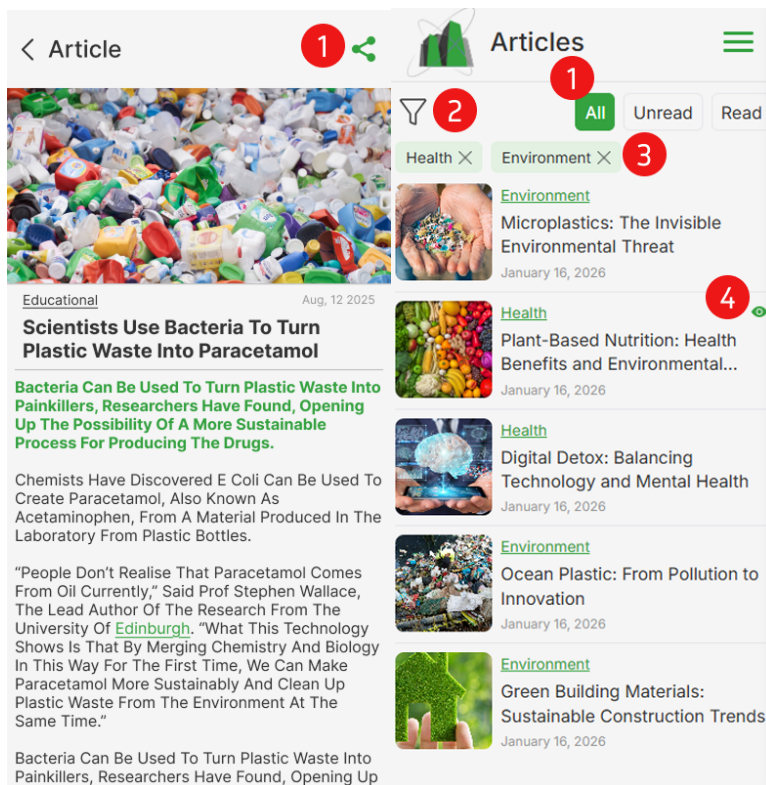 Article
1
Educational
Aug, 12 2025
Scientists Use Bacteria To Turn
Plastic Waste Into Paracetamol
Bacteria Can Be Used To Turn Plastic Waste Into
Painkillers, Researchers Have Found, Opening
Up The Possibility Of A More Sustainable
Process For Producing The Drugs.
Chemists Have Discovered E Coli Can Be Used To
Create Paracetamol, Also Known As
Acetaminophen, From A Material Produced In The
Laboratory From Plastic Bottles.
“People Don’t Realise That Paracetamol Comes
From Oil Currently,” Said Prof Stephen Wallace,
The Lead Author Of The Research From The
University Of Edinburgh. “What This Technology
Shows Is That By Merging Chemistry And Biology
In This Way For The First Time, We Can Make
Paracetamol More Sustainably And Clean Up
Plastic Waste From The Environment At The
Same Time.”
Bacteria Can Be Used To Turn Plastic Waste Into
Painkillers, Researchers Have Found, Opening Up
Articles
1
2
All
Unread
Read
Health
Environment
3
Environment
Microplastics: The Invisible
Environmental Threat
January 16, 2026
4
Health
Plant-Based Nutrition: Health
Benefits and Environmental...
January 16, 2026
Health
Digital Detox: Balancing
Technology and Mental Health
January 16, 2026
Environment
Ocean Plastic: From Pollution to
Innovation
January 16, 2026
Environment
Green Building Materials:
Sustainable Construction Trends
January 16, 2026